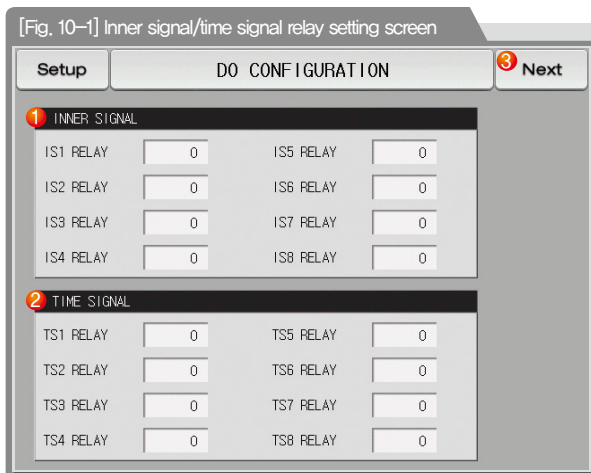 [Fig. 10-1] Inner signal/time signal relay setting screen
Setup DO CONFIGURATION 3 Next
1 INNER SIGNAL
IS1 RELAY 0 IS5 RELAY 0
IS2 RELAY 0 IS6 RELAY 0
IS3 RELAY 0 IS7 RELAY 0
IS4 RELAY 0 IS8 RELAY 0
2 TIME SIGNAL
TS1 RELAY 0 TS5 RELAY 0
TS2 RELAY 0 TS6 RELAY 0
TS3 RELAY 0 TS7 RELAY 0
TS4 RELAY 0 TS8 RELAY 0